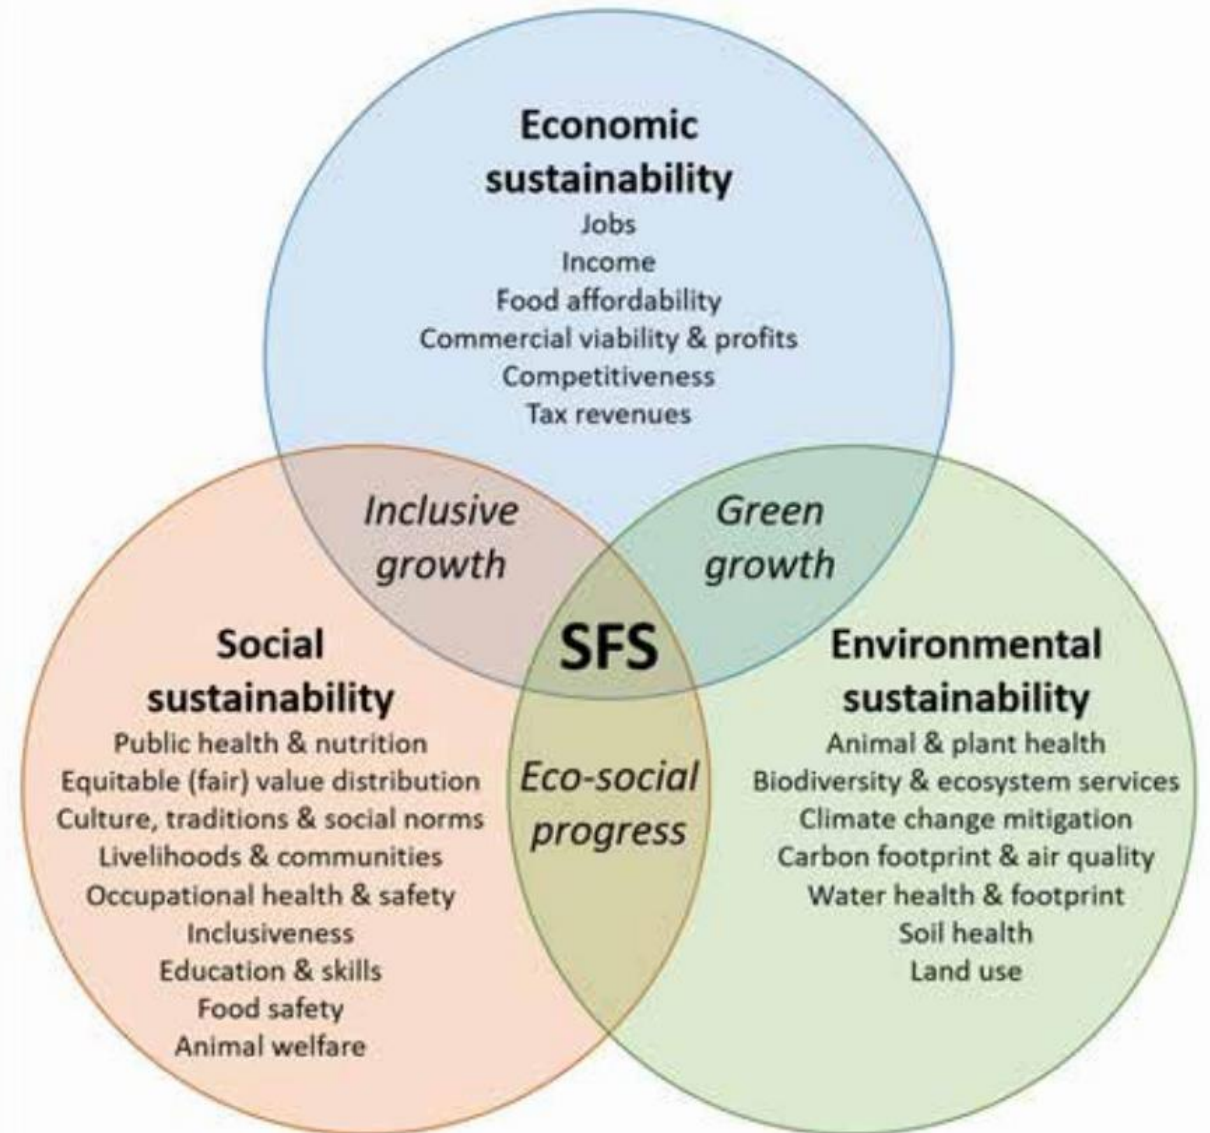 Economic
sustainability
Jobs
Income
Food affordability
Commercial viability & profits
Competitiveness
Tax revenues
Inclusive
growth
Green
growth
SFS
Social
sustainability
Public health & nutrition
Equitable (fair) value distribution
Culture, traditions & social norms
Livelihoods & communities
Occupational health & safety
Inclusiveness
Education & skills
Food safety
Animal welfare
Eco-social
progress
Environmental
sustainability
Animal & plant health
Biodiversity & ecosystem services
Climate change mitigation
Carbon footprint & air quality
Water health & footprint
Soil health
Land use